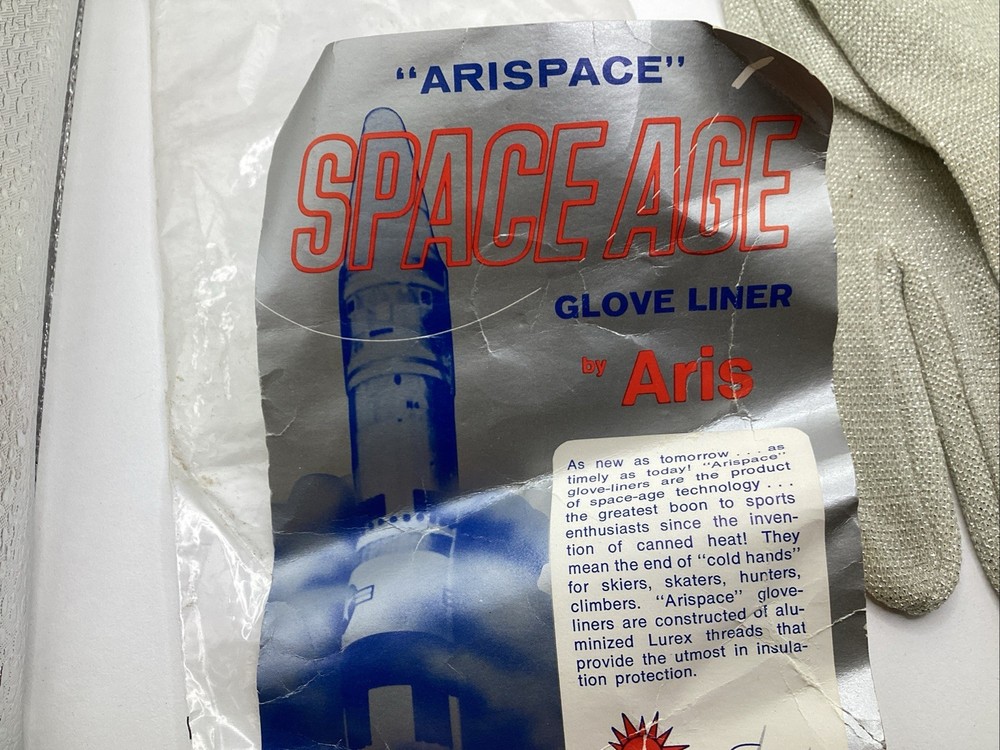 "ARISPACE"
SPACE AGE
GLOVE LINER
by Aris
As new as tomorrow . . . as
timely as today! "Arispace"
glove-liners are the product
of space-age technology . . .
the greatest boon to sports
enthusiasts since the inven-
tion of canned heat! They
mean the end of "cold hands"
for skiers, skaters, hunters,
climbers. "Arispace" glove-
liners are constructed of alu-
minized Lurex threads that
provide the utmost in insula-
tion protection.